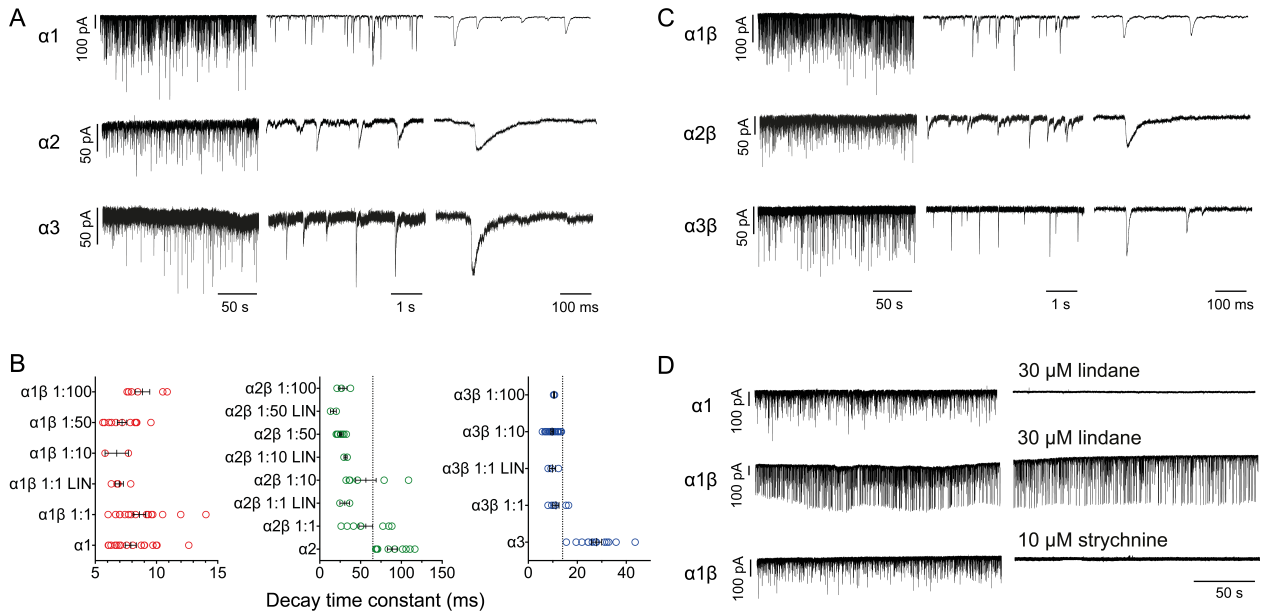 A
α1
100 pA
α2
50 pA
α3
50 pA
50 s
1 s
100 ms
C
α1β
100 pA
α2β
50 pA
α3β
50 pA
50 s
1 s
100 ms
B
α1β 1:100
α1β 1:50
α1β 1:10
α1β 1:1 LIN
α1β 1:1
α1
5
10
15
α2β 1:100
α2β 1:50 LIN
α2β 1:50
α2β 1:10 LIN
α2β 1:10
α2β 1:1 LIN
α2β 1:1
α2
0
50
100
150
α3β 1:100
α3β 1:10
α3β 1:1 LIN
α3β 1:1
α3
0
20
40
Decay time constant (ms)
D
α1
100 pA
30 µM lindane
α1β
100 pA
30 µM lindane
α1β
100 pA
10 µM strychnine
50 s